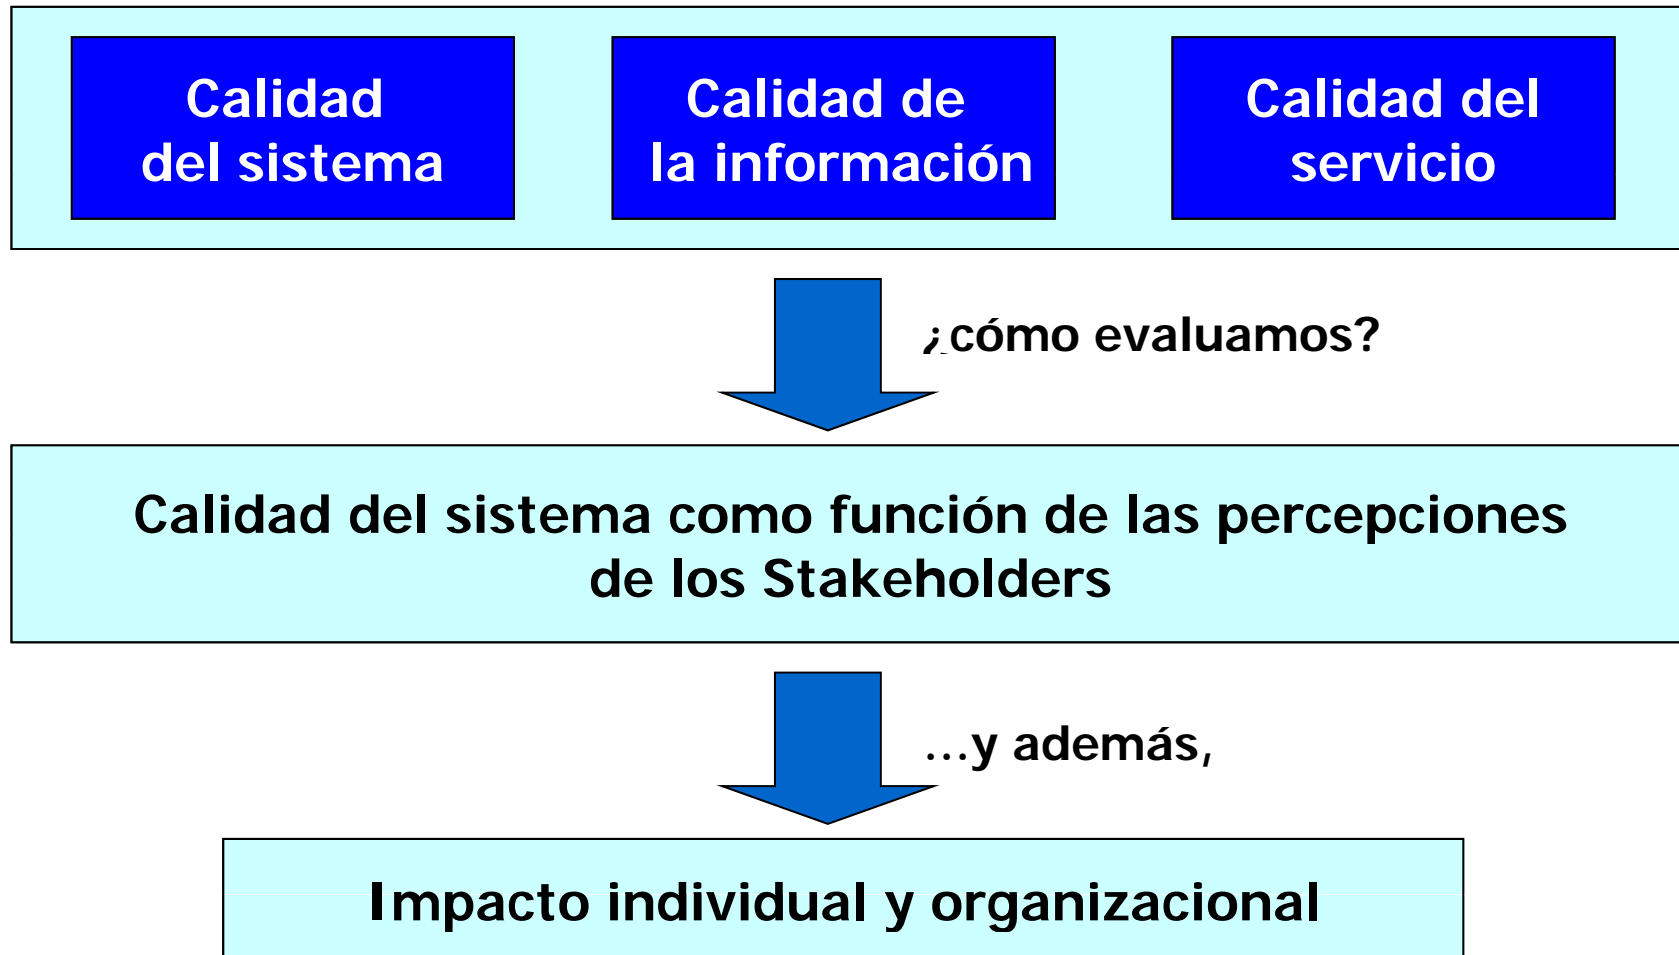 Calidad
del sistema
Calidad de
la información
Calidad del
servicio
¿cómo evaluamos?
Calidad del sistema como función de las percepciones
de los Stakeholders
...y además,
Impacto individual y organizacional